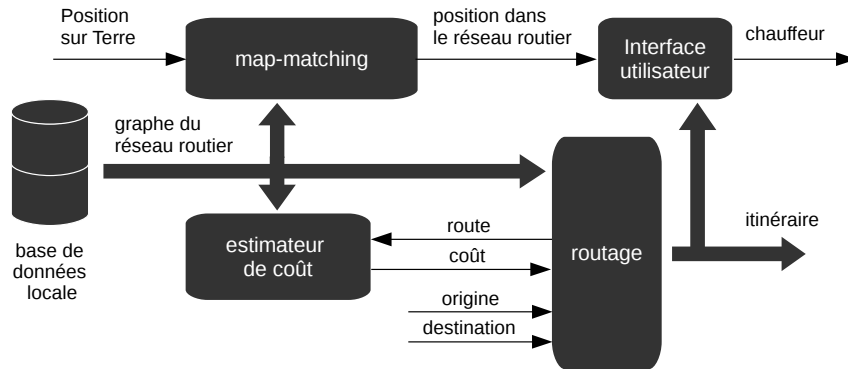 Position
sur Terre
map-matching
position dans
le réseau routier
Interface
utilisateur
chauffeur
graphe du
réseau routier
base de
données
locale
estimateur
de coût
route
coût
origine
destination
routage
itinéraire